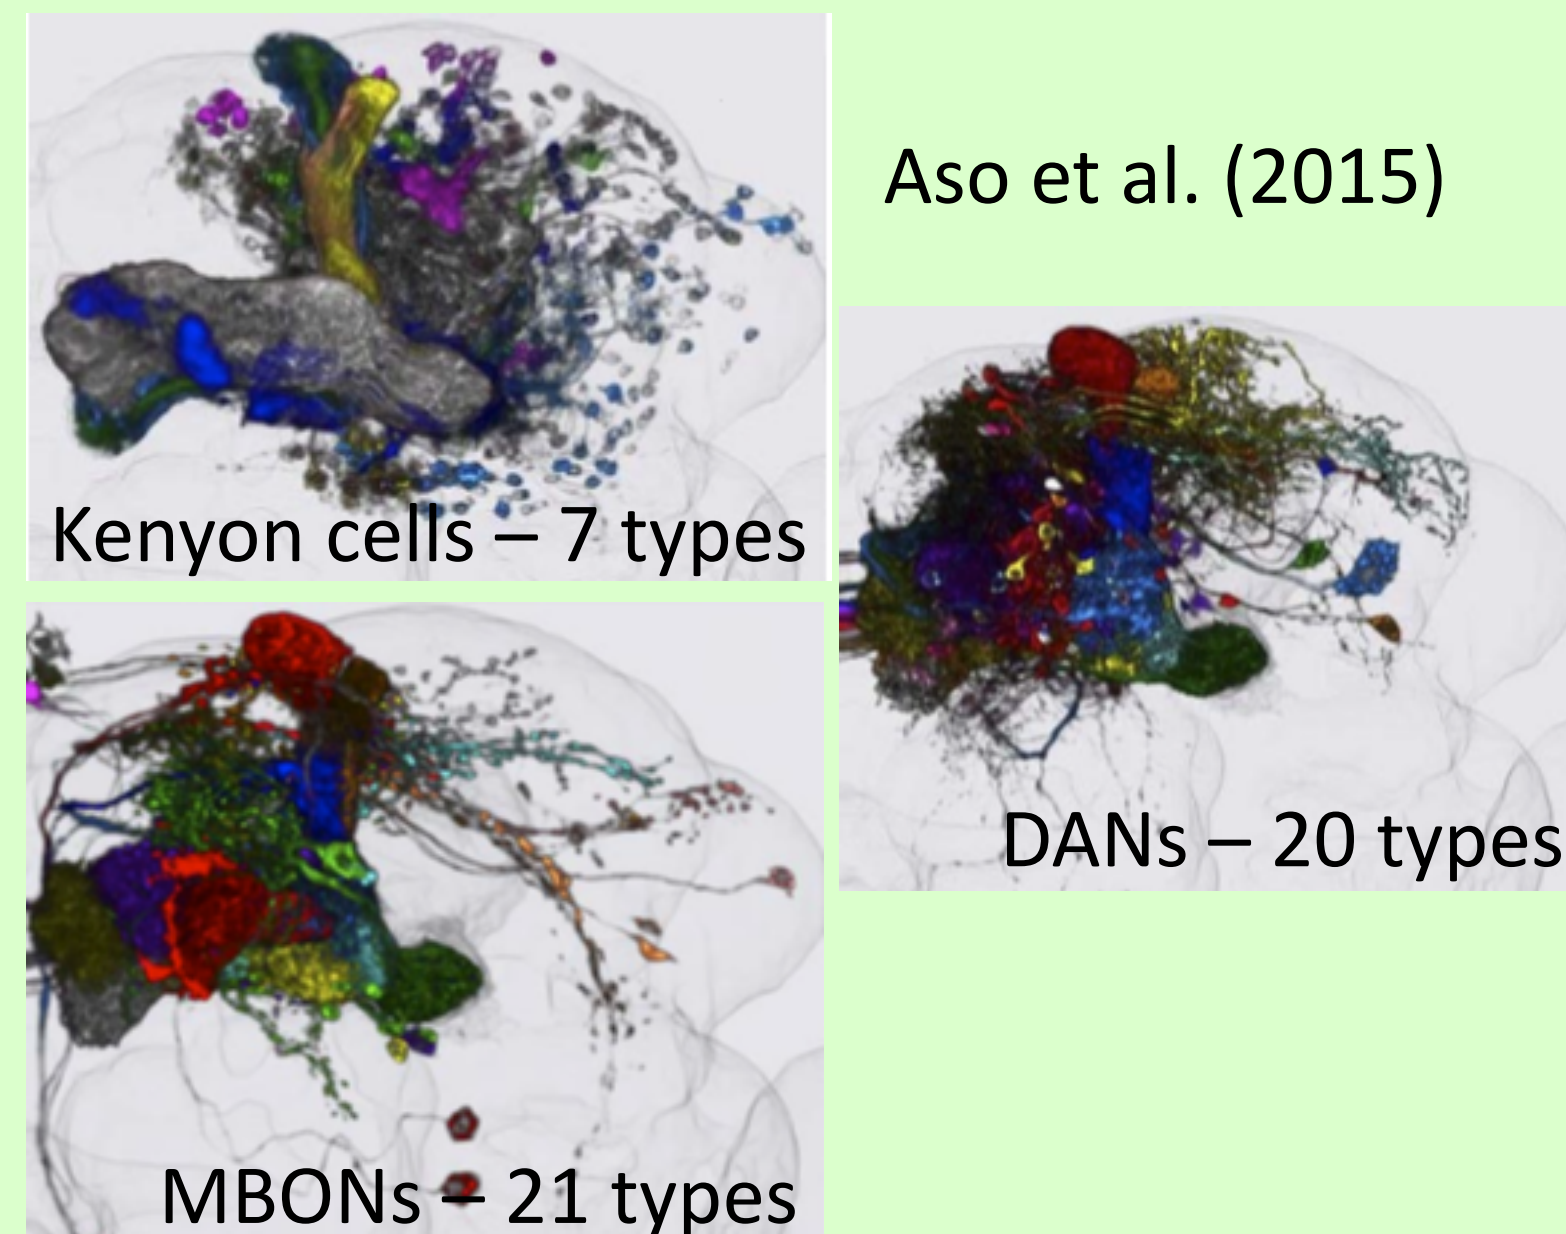 Aso et al. (2015)
Kenyon cells – 7 types
DANs – 20 types
MBONs – 21 types